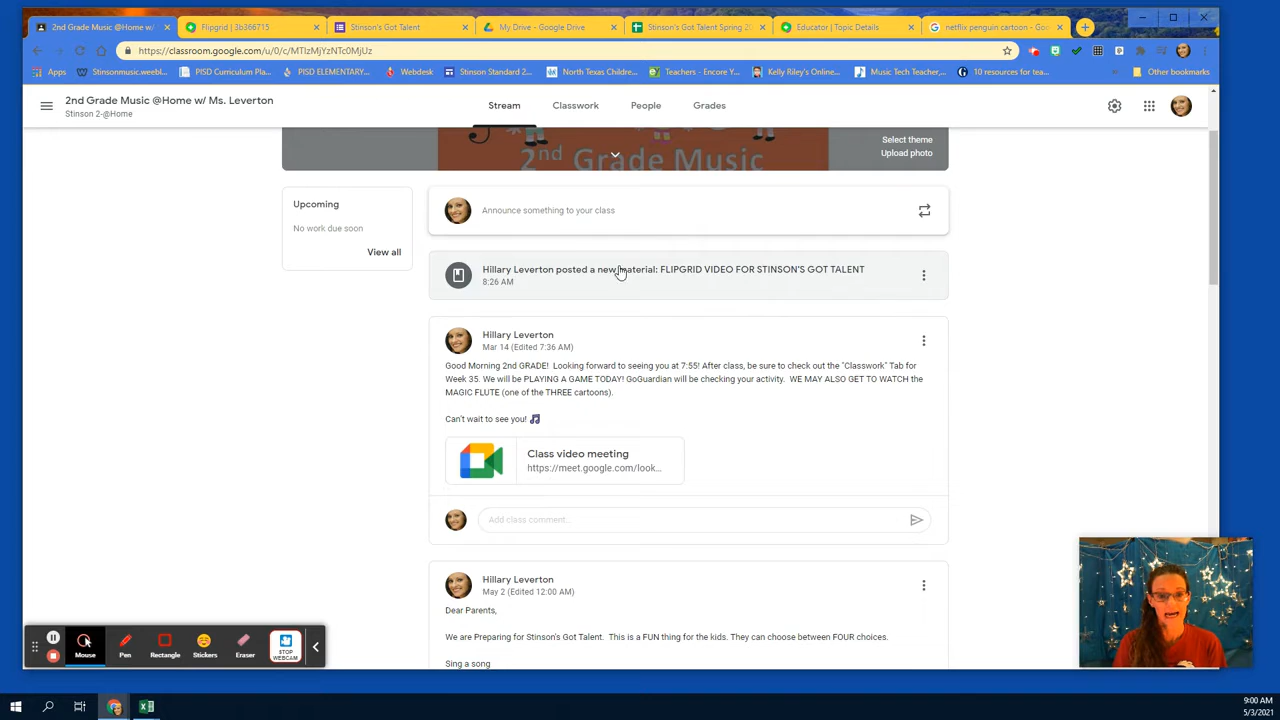 2nd Grade Music @Home w/
Flipgrid | 3b366715
Stinson's Got Talent
My Drive - Google Drive
Stinson's Got Talent Spring 20
Educator | Topic Details
netflix penguin cartoon - Goo
https://classroom.google.com/u/0/c/MTIzMjYzNTc0MjUz
Apps
Stinsonmusic.weebl...
PISD Curriculum Pla...
PISD ELEMENTARY...
Webdesk
Stinson Standard 2...
North Texas Childre...
Teachers - Encore Y...
Kelly Riley's Online...
Music Tech Teacher,...
10 resources for tea...
Other bookmarks
2nd Grade Music @Home w/ Ms. Leverton
Stinson 2-@Home
Stream
Classwork
People
Grades
2nd Grade Music
Select theme
Upload photo
Upcoming
No work due soon
View all
Announce something to your class
Hillary Leverton posted a new material: FLIPGRID VIDEO FOR STINSON'S GOT TALENT
8:26 AM
Hillary Leverton
Mar 14 (Edited 7:36 AM)
Good Morning 2nd GRADE! Looking forward to seeing you at 7:55! After class, be sure to check out the "Classwork" Tab for
Week 35. We will be PLAYING A GAME TODAY! GoGuardian will be checking your activity. WE MAY ALSO GET TO WATCH the
MAGIC FLUTE (one of the THREE cartoons).
Can't wait to see you!
Class video meeting
https://meet.google.com/look...
Add class comment...
Hillary Leverton
May 2 (Edited 12:00 AM)
Dear Parents,
We are Preparing for Stinson's Got Talent. This is a FUN thing for the kids. They can choose between FOUR choices.
Sing a song
Mouse
Pen
Rectangle
Stickers
Eraser
STOP
WEBCAM
9:00 AM
5/3/2021